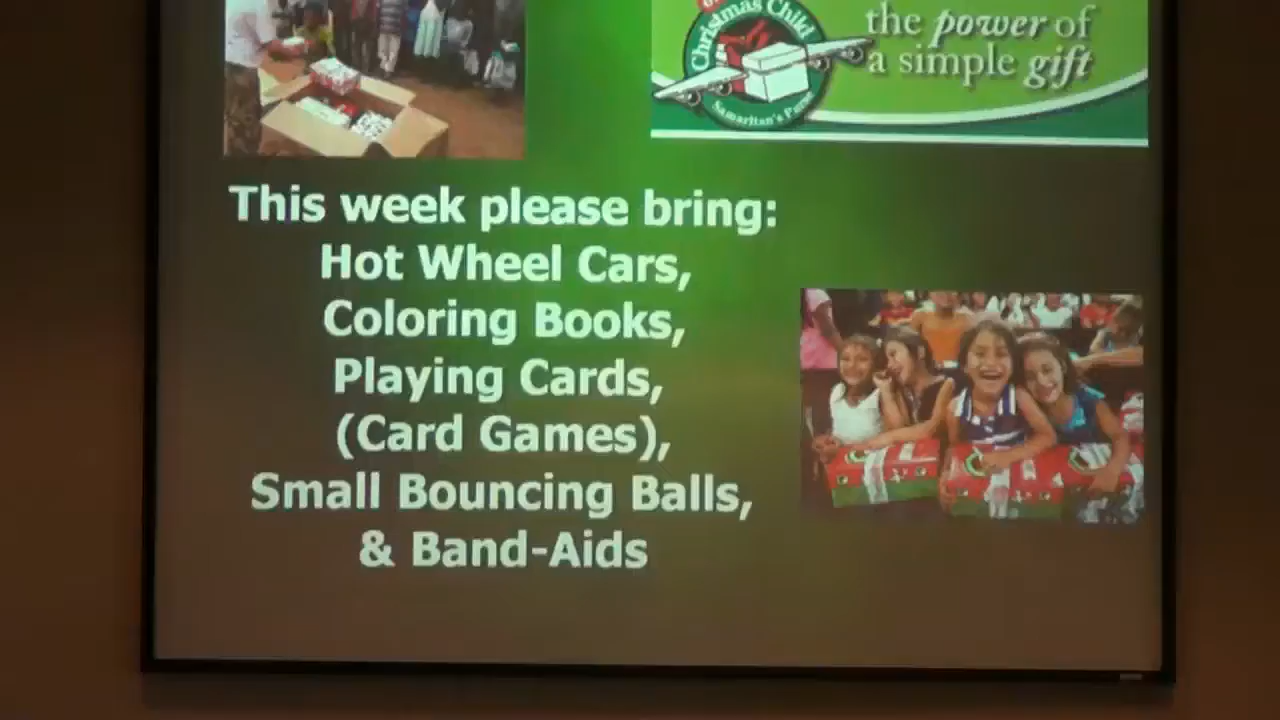 Christmas Child
Samaritan's Purse
the power of
a simple gift
This week please bring:
Hot Wheel Cars,
Coloring Books,
Playing Cards,
(Card Games),
Small Bouncing Balls,
& Band-Aids